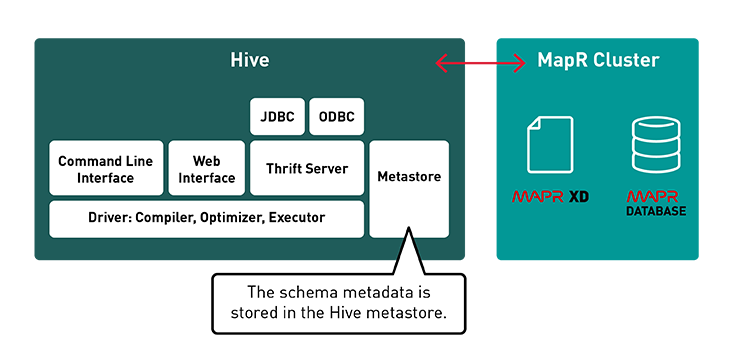 Hive
MapR Cluster
JDBC
ODBC
Command Line
Interface
Web
Interface
Thrift Server
Metastore
Driver: Compiler, Optimizer, Executor
MAPR XD
MAPR
DATABASE
The schema metadata is
stored in the Hive metastore.